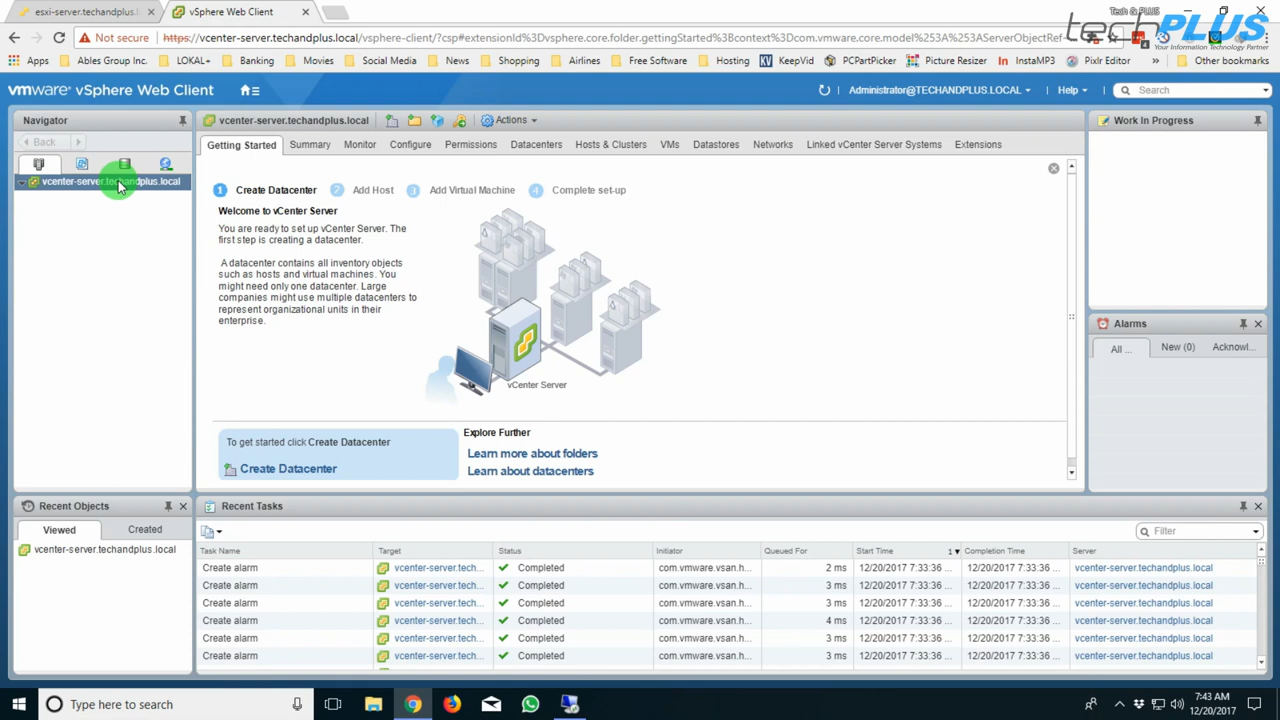 esxi-server.techandplus.l
vSphere Web Client
Tech & PLUS
techPLUS
Your Information Technology Partner
Not secure
https://vcenter-server.techandplus.local/vsphere-client/?csp#extensionId%3Dvsphere.core.folder.gettingStarted%3Bcontext%3Dcom.vmware.core.model%253A%253AServerObjectRef~
Apps
Ables Group Inc.
LOKAL+
Banking
Movies
Social Media
News
Shopping
Airlines
Free Software
Hosting
KeepVid
PCPartPicker
Picture Resizer
InstaMP3
Pixlr Editor
»
Other bookmarks
vmware® vSphere Web Client
Administrator@TECHANDPLUS.LOCAL
Help
Search
Navigator
Back
vcenter-server.techandplus.local
vcenter-server.techandplus.local
Actions
Getting Started
Summary
Monitor
Configure
Permissions
Datacenters
Hosts & Clusters
VMs
Datastores
Networks
Linked vCenter Server Systems
Extensions
1 Create Datacenter
2 Add Host
3 Add Virtual Machine
4 Complete set-up
Welcome to vCenter Server
You are ready to set up vCenter Server. The
first step is creating a datacenter.
A datacenter contains all inventory objects
such as hosts and virtual machines. You
might need only one datacenter. Large
companies might use multiple datacenters to
represent organizational units in their
enterprise.
vCenter Server
To get started click Create Datacenter
Create Datacenter
Explore Further
Learn more about folders
Learn about datacenters
Work In Progress
Alarms
All ...
New (0)
Acknowl...
Recent Objects
Viewed
Created
vcenter-server.techandplus.local
Recent Tasks
Filter
Task Name Target Status Initiator Queued For Start Time 1 Completion Time Server
Create alarm vcenter-server.tech... Completed com.vmware.vsan.h... 2 ms 12/20/2017 7:33:36 ... 12/20/2017 7:33:36 ... vcenter-server.techandplus.local
Create alarm vcenter-server.tech... Completed com.vmware.vsan.h... 3 ms 12/20/2017 7:33:36 ... 12/20/2017 7:33:36 ... vcenter-server.techandplus.local
Create alarm vcenter-server.tech... Completed com.vmware.vsan.h... 3 ms 12/20/2017 7:33:36 ... 12/20/2017 7:33:36 ... vcenter-server.techandplus.local
Create alarm vcenter-server.tech... Completed com.vmware.vsan.h... 4 ms 12/20/2017 7:33:36 ... 12/20/2017 7:33:36 ... vcenter-server.techandplus.local
Create alarm vcenter-server.tech... Completed com.vmware.vsan.h... 3 ms 12/20/2017 7:33:36 ... 12/20/2017 7:33:36 ... vcenter-server.techandplus.local
Create alarm vcenter-server.tech... Completed com.vmware.vsan.h... 3 ms 12/20/2017 7:33:36 ... 12/20/2017 7:33:36 ... vcenter-server.techandplus.local
Type here to search
7:43 AM
12/20/2017